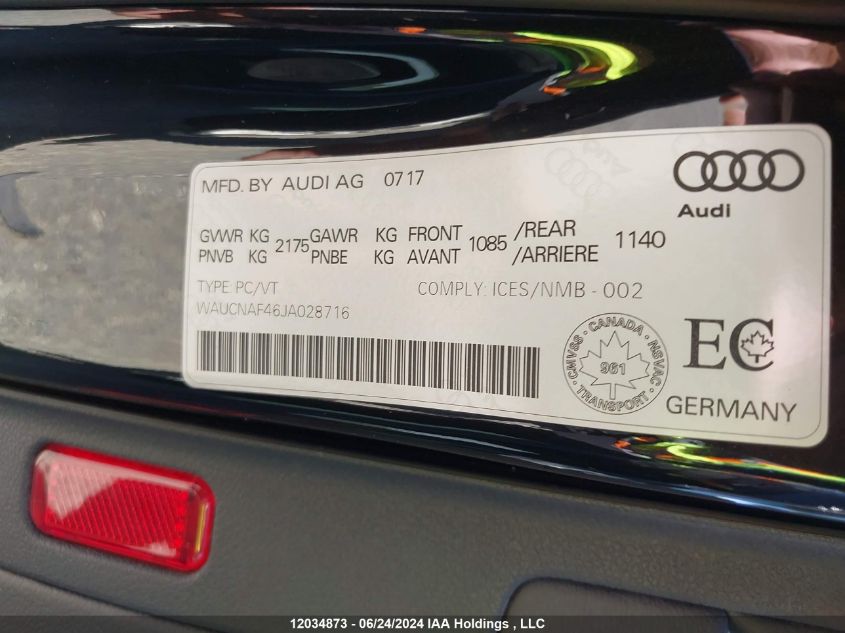 MFD. BY AUDI AG 0717
Audi
GVWR KG 2175 GAWR KG FRONT 1085 /REAR 1140
PNVB KG PNBE KG AVANT /ARRIERE
TYPE: PC/VT COMPLY: ICES/NMB - 002
WAUCNAF46JA028716
CMVSS · CANADA · NSVAC · TRANSPORT
961
EC
GERMANY
12034873 - 06/24/2024 IAA Holdings , LLC